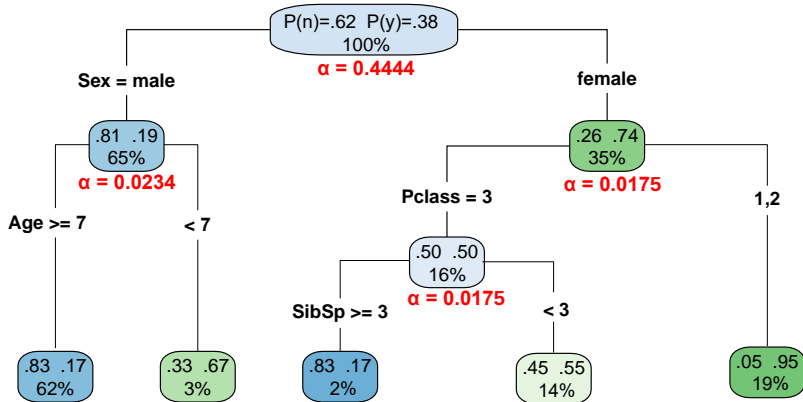 P(n)=.62 P(y)=.38
100%
α = 0.4444
Sex = male
female
.81 .19
65%
α = 0.0234
.26 .74
35%
α = 0.0175
Age >= 7
< 7
Pclass = 3
1,2
.50 .50
16%
α = 0.0175
SibSp >= 3
< 3
.83 .17
62%
.33 .67
3%
.83 .17
2%
.45 .55
14%
.05 .95
19%